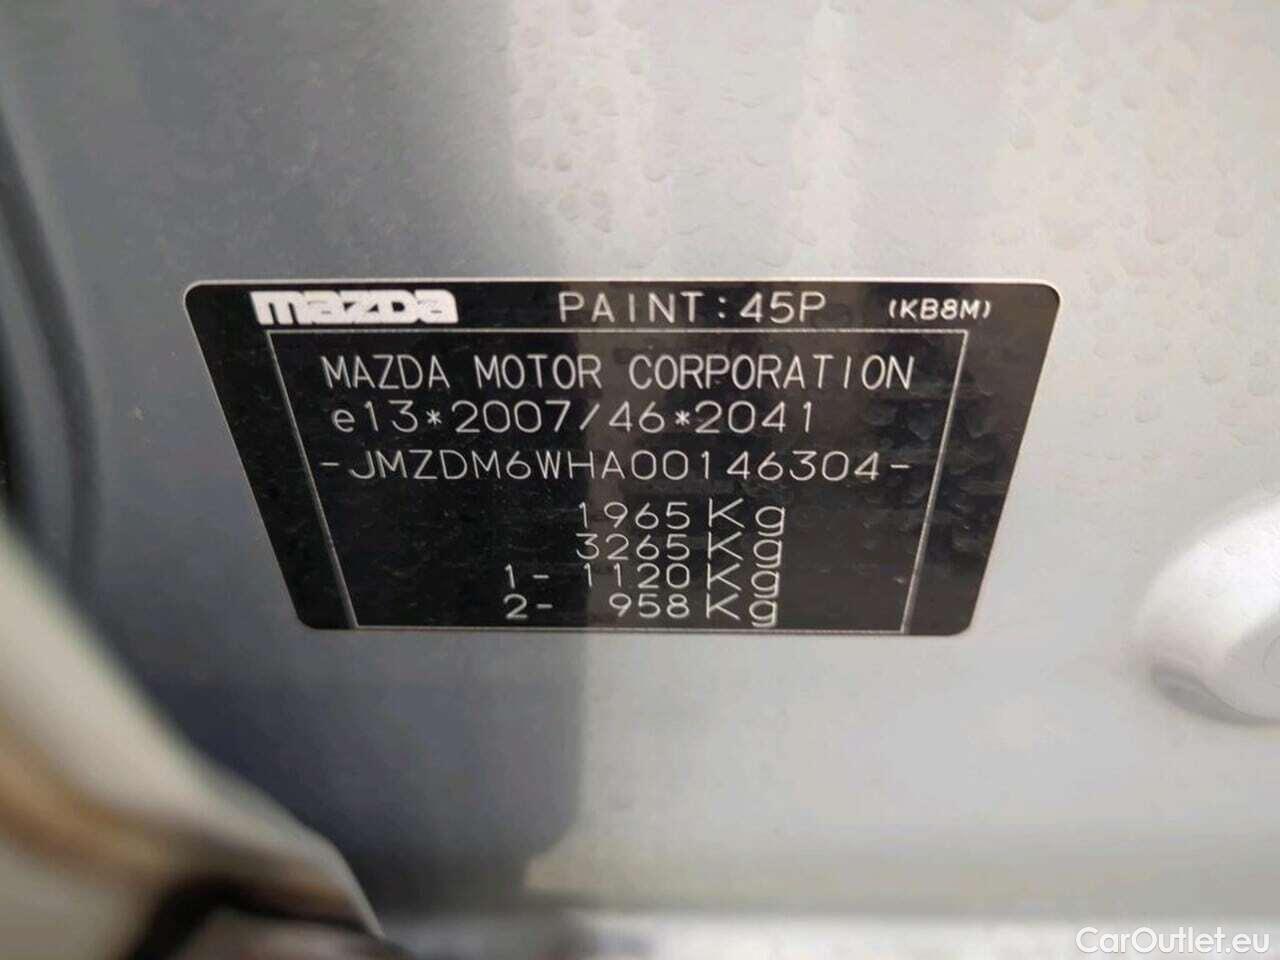 mazda PAINT:45P (KB8M)
MAZDA MOTOR CORPORATION
e13*2007/46*2041
-JMZDM6WHA00146304-
1965Kg
3265Kg
1- 1120Kg
2- 958Kg
CarOutlet.eu